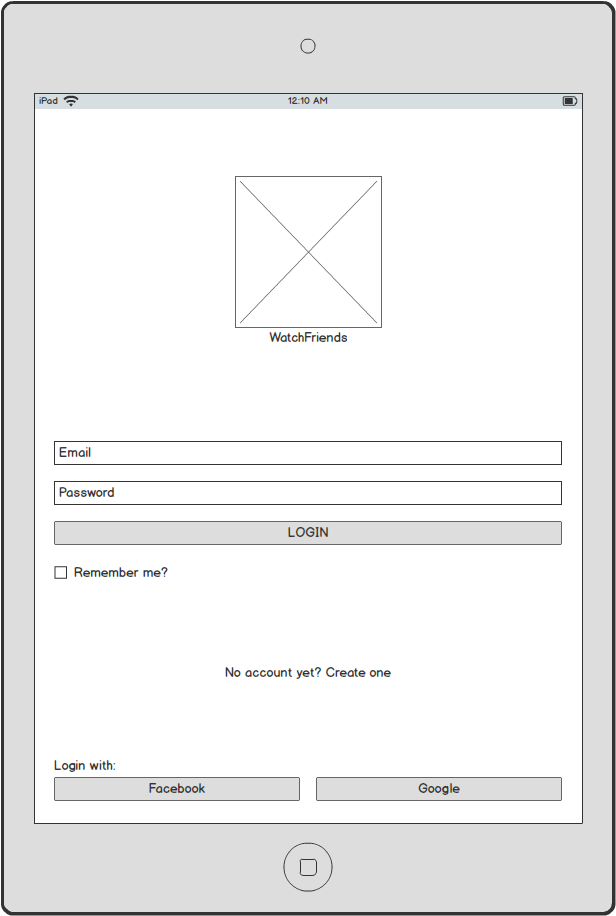 iPad 12:10 AM
WatchFriends
Email
Password
LOGIN
Remember me?
No account yet? Create one
Login with:
Facebook Google